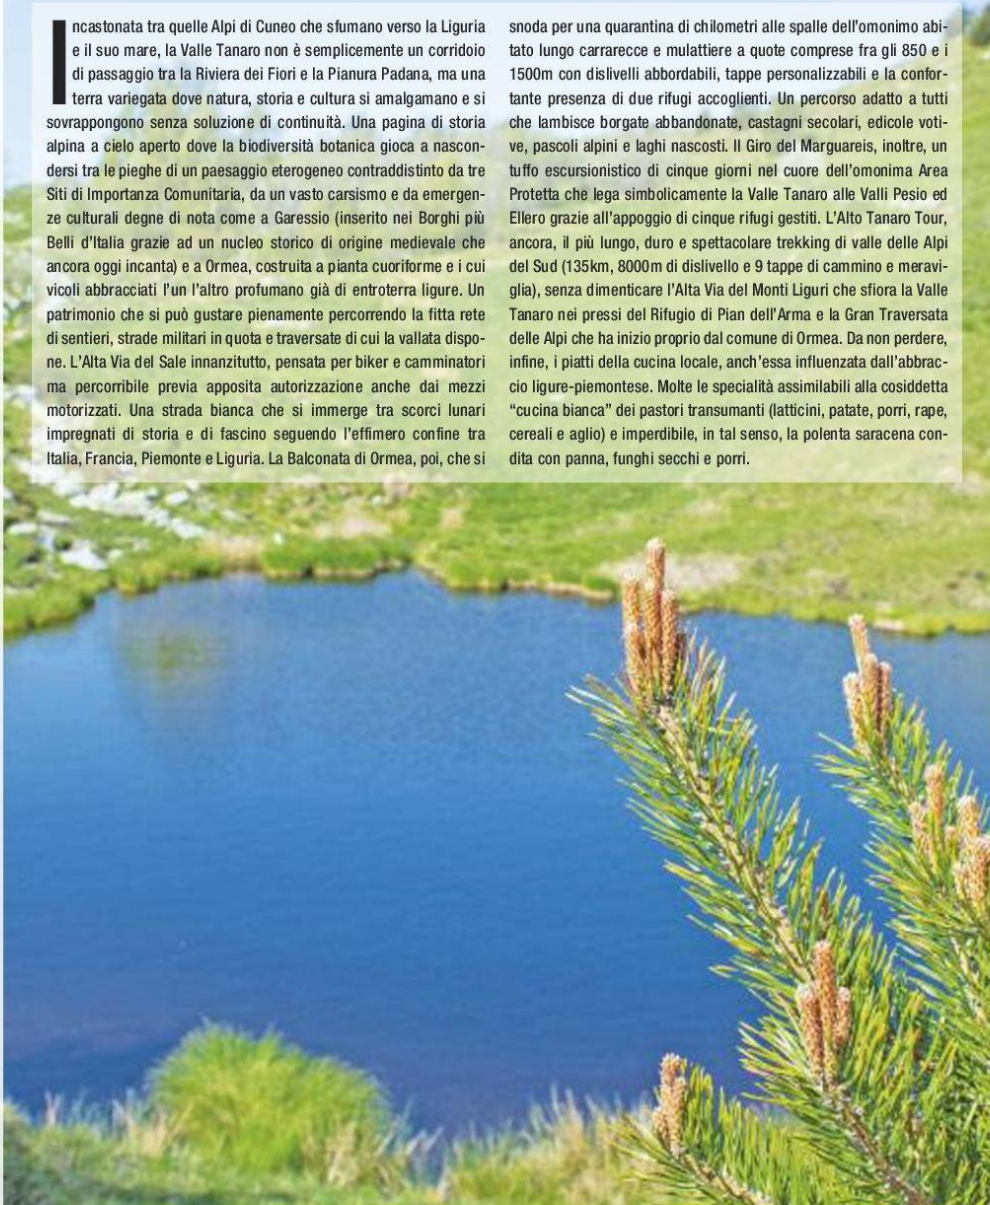 Incastonata tra quelle Alpi di Cuneo che sfumano verso la Liguria
e il suo mare, la Valle Tanaro non è semplicemente un corridoio
di passaggio tra la Riviera dei Fiori e la Pianura Padana, ma una
terra variegata dove natura, storia e cultura si amalgamano e si
sovrappongono senza soluzione di continuità. Una pagina di storia
alpina a cielo aperto dove la biodiversità botanica gioca a nascon-
dersi tra le pieghe di un paesaggio eterogeneo contraddistinto da tre
Siti di Importanza Comunitaria, da un vasto carsismo e da emergen-
ze culturali degne di nota come a Garessio (inserito nei Borghi più
Belli d'Italia grazie ad un nucleo storico di origine medievale che
ancora oggi incanta) e a Ormea, costruita a pianta cuoriforme e i cui
vicoli abbracciati l'un l'altro profumano già di entroterra ligure. Un
patrimonio che si può gustare pienamente percorrendo la fitta rete
di sentieri, strade militari in quota e traversate di cui la vallata dispo-
ne. L'Alta Via del Sale innanzitutto, pensata per biker e camminatori
ma percorribile previa apposita autorizzazione anche dai mezzi
motorizzati. Una strada bianca che si immerge tra scorci lunari
impregnati di storia e di fascino seguendo l'effimero confine tra
Italia, Francia, Piemonte e Liguria. La Balconata di Ormea, poi, che si
snoda per una quarantina di chilometri alle spalle dell'omonimo abi-
tato lungo carrarecce e mulattiere a quote comprese fra gli 850 e i
1500m con dislivelli abbordabili, tappe personalizzabili e la confor-
tante presenza di due rifugi accoglienti. Un percorso adatto a tutti
che lambisce borgate abbandonate, castagni secolari, edicole voti-
ve, pascoli alpini e laghi nascosti. Il Giro del Marguareis, inoltre, un
tuffo escursionistico di cinque giorni nel cuore dell'omonima Area
Protetta che lega simbolicamente la Valle Tanaro alle Valli Pesio ed
Ellero grazie all'appoggio di cinque rifugi gestiti. L'Alto Tanaro Tour,
ancora, il più lungo, duro e spettacolare trekking di valle delle Alpi
del Sud (135km, 8000m di dislivello e 9 tappe di cammino e meravi-
glia), senza dimenticare l'Alta Via del Monti Liguri che sfiora la Valle
Tanaro nei pressi del Rifugio di Pian dell'Arma e la Gran Traversata
delle Alpi che ha inizio proprio dal comune di Ormea. Da non perdere,
infine, i piatti della cucina locale, anch'essa influenzata dall'abbrac-
cio ligure-piemontese. Molte le specialità assimilabili alla cosiddetta
"cucina bianca" dei pastori transumanti (latticini, patate, porri, rape,
cereali e aglio) e imperdibile, in tal senso, la polenta saracena con-
dita con panna, funghi secchi e porri.